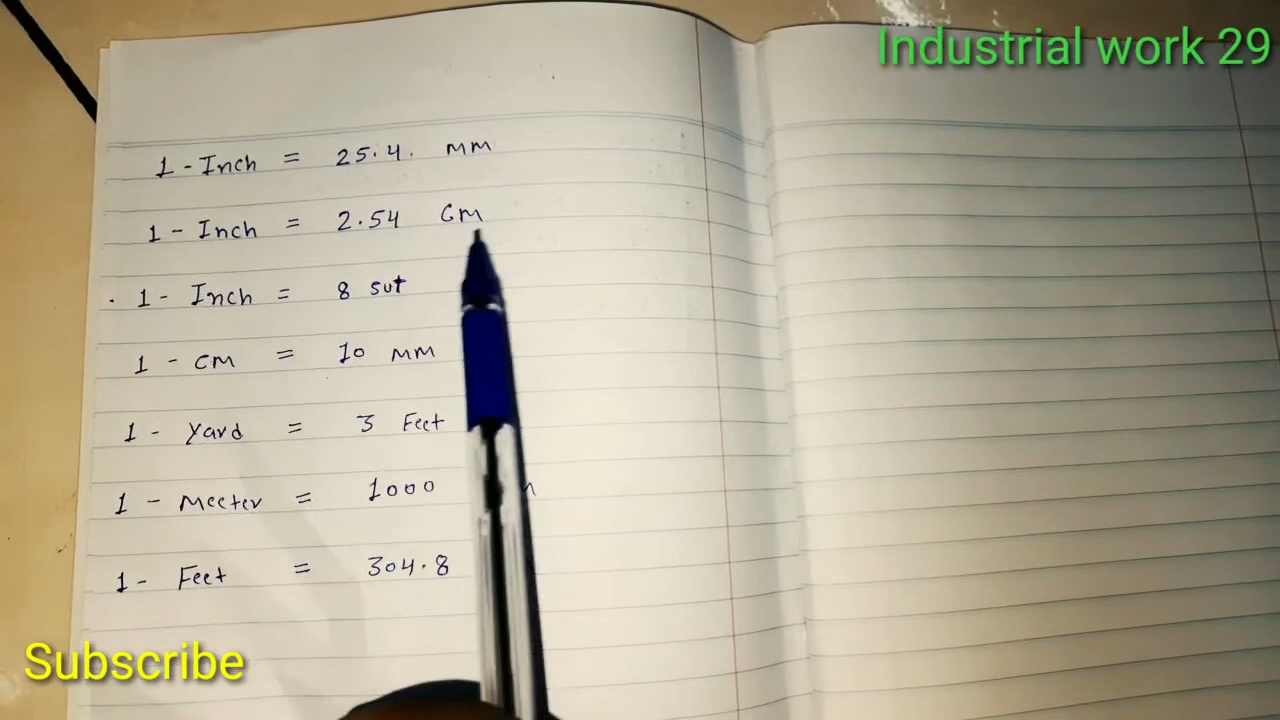 Industrial work 29
1 - Inch = 25.4. mm
1 - Inch = 2.54 cm
. 1 - Inch = 8 sut
1 - cm = 10 mm
1 - Yard = 3 Feet
1 - Meeter = 1000
1 - Feet = 304.8
Subscribe